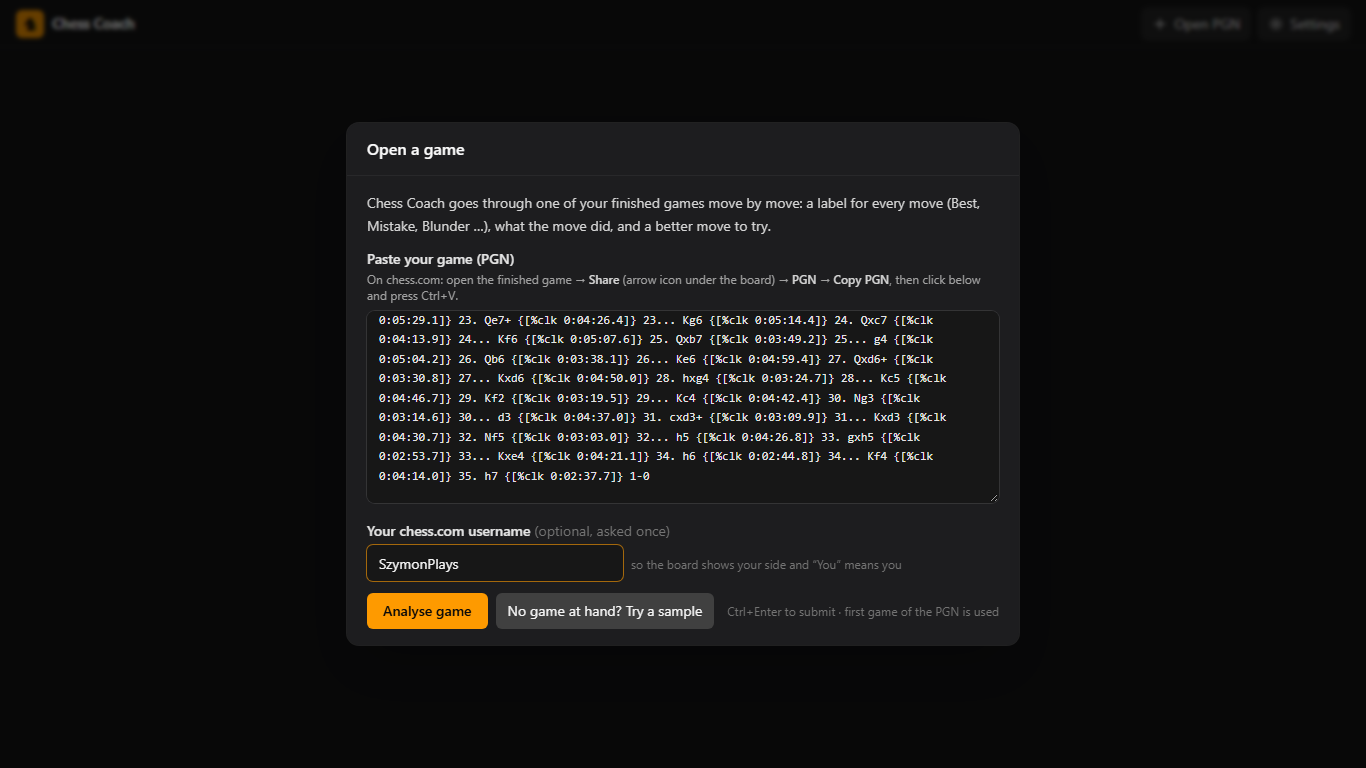 Chess Coach
+ Open PGN
Settings
Open a game
Chess Coach goes through one of your finished games move by move: a label for every move (Best,
Mistake, Blunder ...), what the move did, and a better move to try.
Paste your game (PGN)
On chess.com: open the finished game → Share (arrow icon under the board) → PGN → Copy PGN, then click below
and press Ctrl+V.
0:05:29.1]} 23. Qe7+ {[%clk 0:04:26.4]} 23... Kg6 {[%clk 0:05:14.4]} 24. Qxc7 {[%clk
0:04:13.9]} 24... Kf6 {[%clk 0:05:07.6]} 25. Qxb7 {[%clk 0:03:49.2]} 25... g4 {[%clk
0:05:04.2]} 26. Qb6 {[%clk 0:03:38.1]} 26... Ke6 {[%clk 0:04:59.4]} 27. Qxd6+ {[%clk
0:03:30.8]} 27... Kxd6 {[%clk 0:04:50.0]} 28. hxg4 {[%clk 0:03:24.7]} 28... Kc5 {[%clk
0:04:46.7]} 29. Kf2 {[%clk 0:03:19.5]} 29... Kc4 {[%clk 0:04:42.4]} 30. Ng3 {[%clk
0:03:14.6]} 30... d3 {[%clk 0:04:37.0]} 31. cxd3+ {[%clk 0:03:09.9]} 31... Kxd3 {[%clk
0:04:30.7]} 32. Nf5 {[%clk 0:03:03.0]} 32... h5 {[%clk 0:04:26.8]} 33. gxh5 {[%clk
0:02:53.7]} 33... Kxe4 {[%clk 0:04:21.1]} 34. h6 {[%clk 0:02:44.8]} 34... Kf4 {[%clk
0:04:14.0]} 35. h7 {[%clk 0:02:37.7]} 1-0
Your chess.com username (optional, asked once)
SzymonPlays
so the board shows your side and "You" means you
Analyse game
No game at hand? Try a sample
Ctrl+Enter to submit · first game of the PGN is used